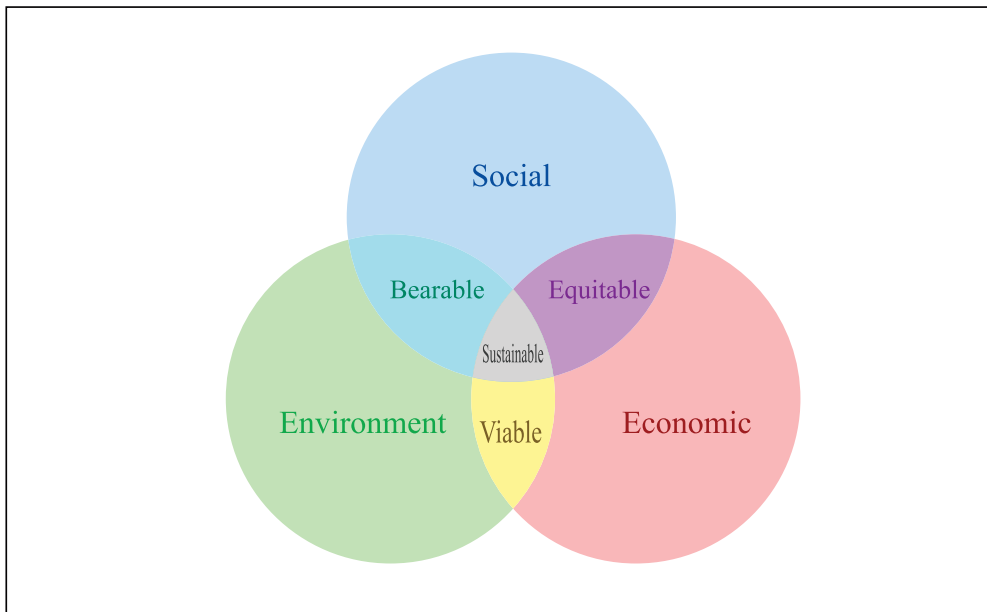 Social
Bearable
Equitable
Sustainable
Environment
Viable
Economic